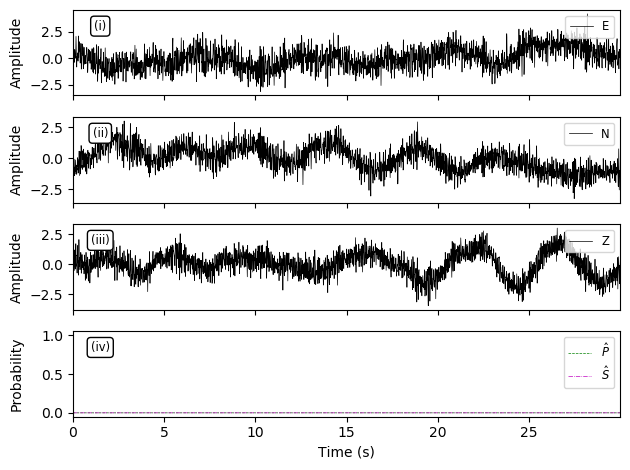 (i)
E
Amplitude
2.5
0.0
−2.5
(ii)
N
Amplitude
2.5
0.0
−2.5
(iii)
Z
Amplitude
2.5
0.0
−2.5
(iv)
P̂
Ŝ
Probability
1.0
0.5
0.0
0 5 10 15 20 25
Time (s)